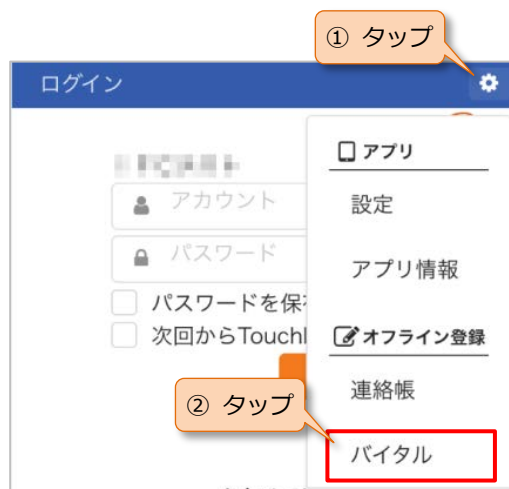 ① タップ
ログイン
アプリ
アカウント
設定
パスワード
アプリ情報
パスワードを保
次回からTouch
オフライン登録
連絡帳
② タップ
バイタル